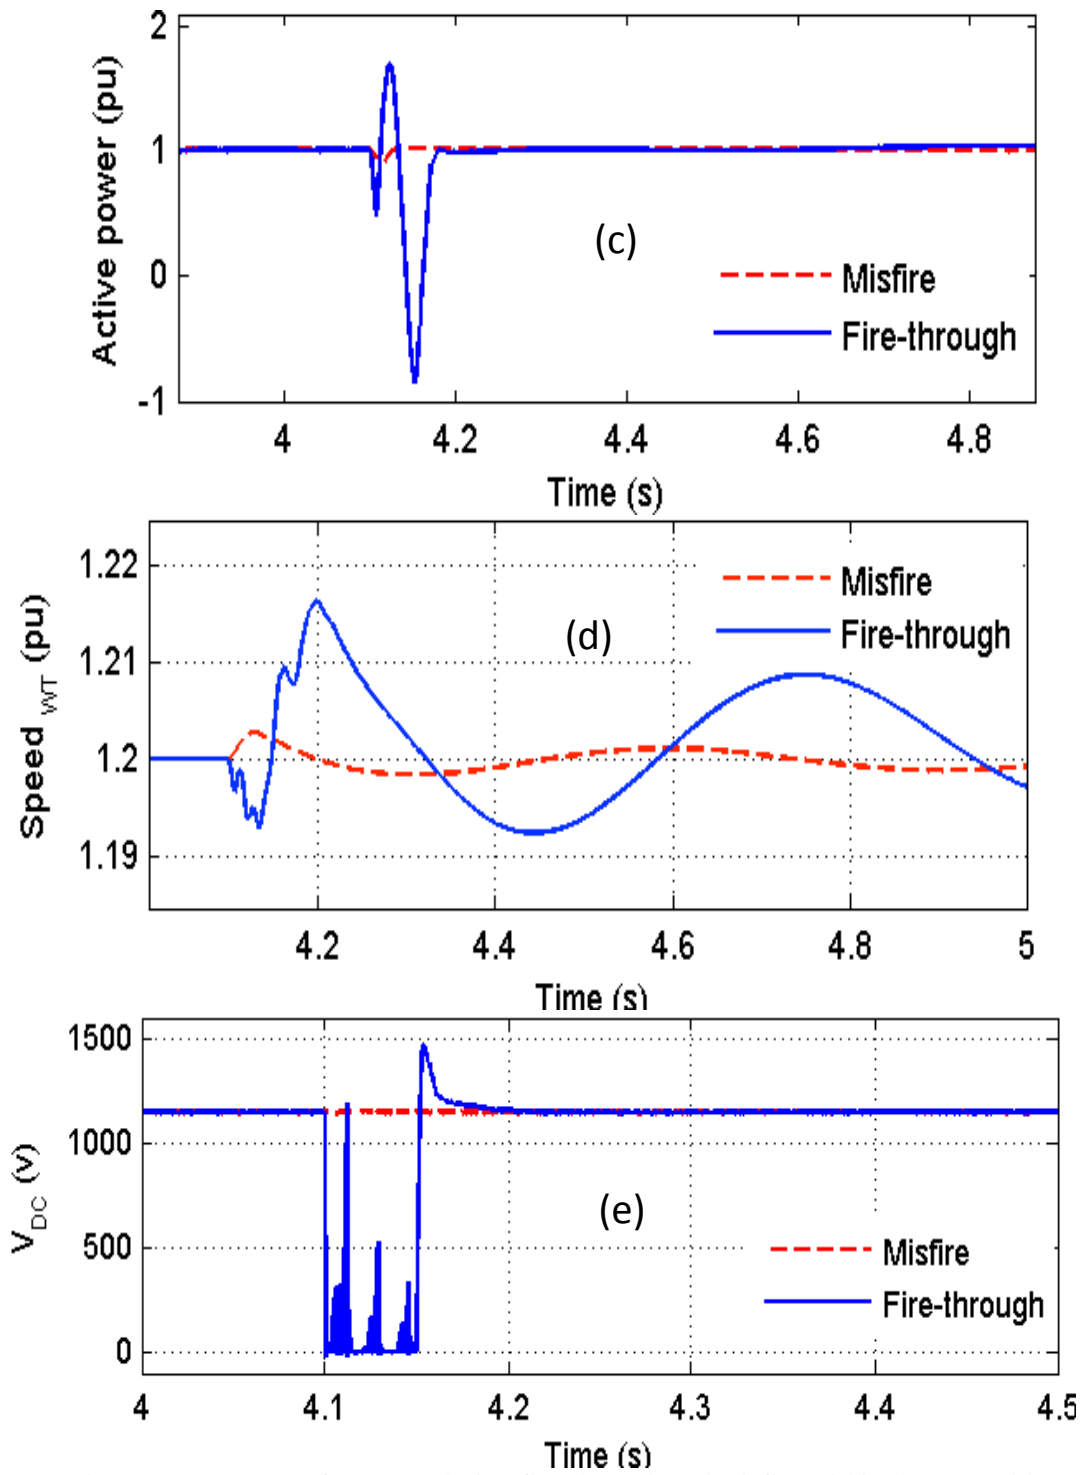 2
1
0
-1
Active power (pu)
(c)
Misfire
Fire-through
4
4.2
4.4
4.6
4.8
Time (s)
1.22
1.21
1.2
1.19
Speed WT (pu)
(d)
Misfire
Fire-through
4.2
4.4
4.6
4.8
5
Time (s)
1500
1000
500
0
VDC (v)
(e)
Misfire
Fire-through
4
4.1
4.2
4.3
4.4
4.5
Time (s)